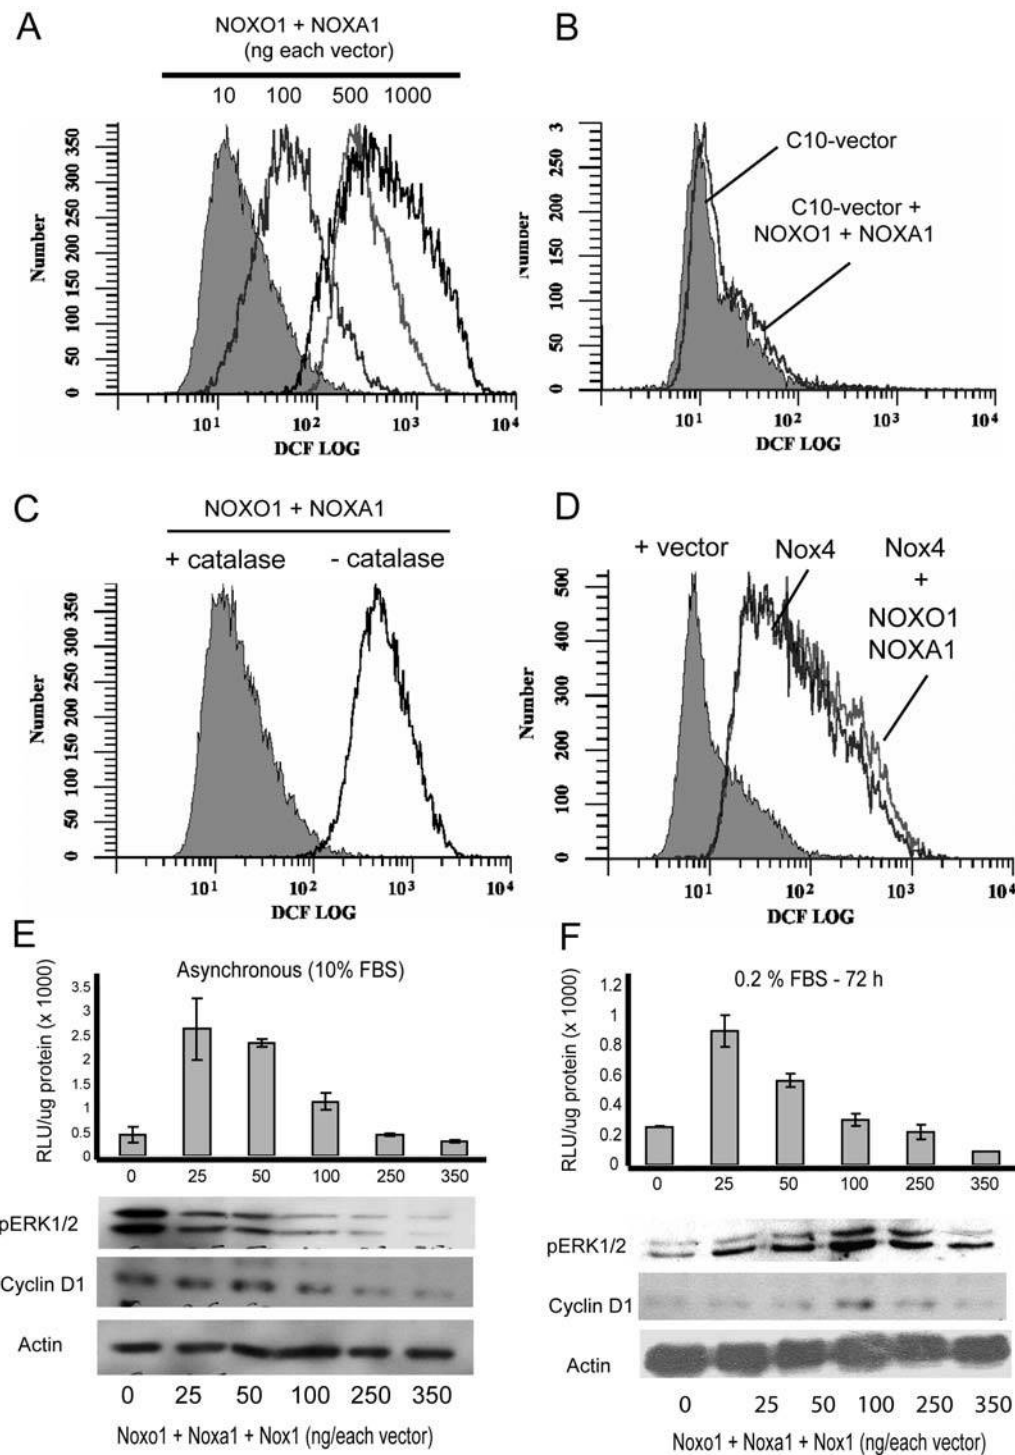 A
NOXO1 + NOXA1
(ng each vector)
10 100 500 1000
350
300
250
200
150
100
50
0
Number
10¹ 10² 10³ 10⁴
DCF LOG
B
3
250
200
150
100
50
0
Number
C10-vector
C10-vector +
NOXO1 + NOXA1
10¹ 10² 10³ 10⁴
DCF LOG
C
NOXO1 + NOXA1
+ catalase - catalase
350
300
250
200
150
100
50
0
Number
10¹ 10² 10³ 10⁴
DCF LOG
D
+ vector Nox4 Nox4
+
NOXO1
NOXA1
500
400
300
200
100
0
Number
10¹ 10² 10³ 10⁴
DCF LOG
E
Asynchronous (10% FBS)
RLU/ug protein (x 1000)
3.5
3
2.5
2
1.5
1
0.5
0
0 25 50 100 250 350
pERK1/2
Cyclin D1
Actin
0 25 50 100 250 350
Noxo1 + Noxa1 + Nox1 (ng/each vector)
F
0.2 % FBS - 72 h
RLU/ug protein (x 1000)
1.2
1
0.8
0.6
0.4
0.2
0
0 25 50 100 250 350
pERK1/2
Cyclin D1
Actin
0 25 50 100 250 350
Noxo1 + Noxa1 + Nox1 (ng/each vector)